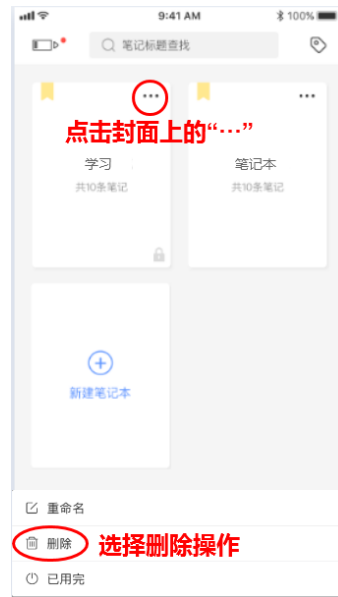 9:41 AM
100%
笔记标题查找
点击封面上的“…”
学习
共10条笔记
笔记本
共10条笔记
新建笔记本
重命名
删除
选择删除操作
已用完